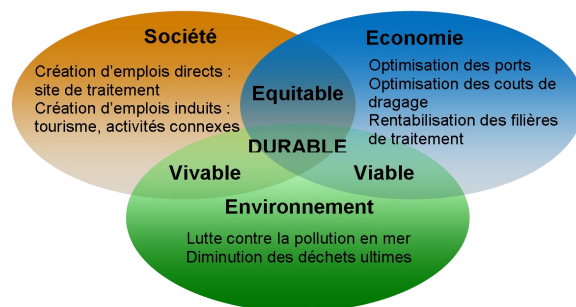 Société
Création d'emplois directs :
site de traitement
Création d'emplois induits :
tourisme, activités connexes
Economie
Optimisation des ports
Optimisation des couts de
dragage
Rentabilisation des filières
de traitement
Equitable
DURABLE
Vivable
Viable
Environnement
Lutte contre la pollution en mer
Diminution des déchets ultimes